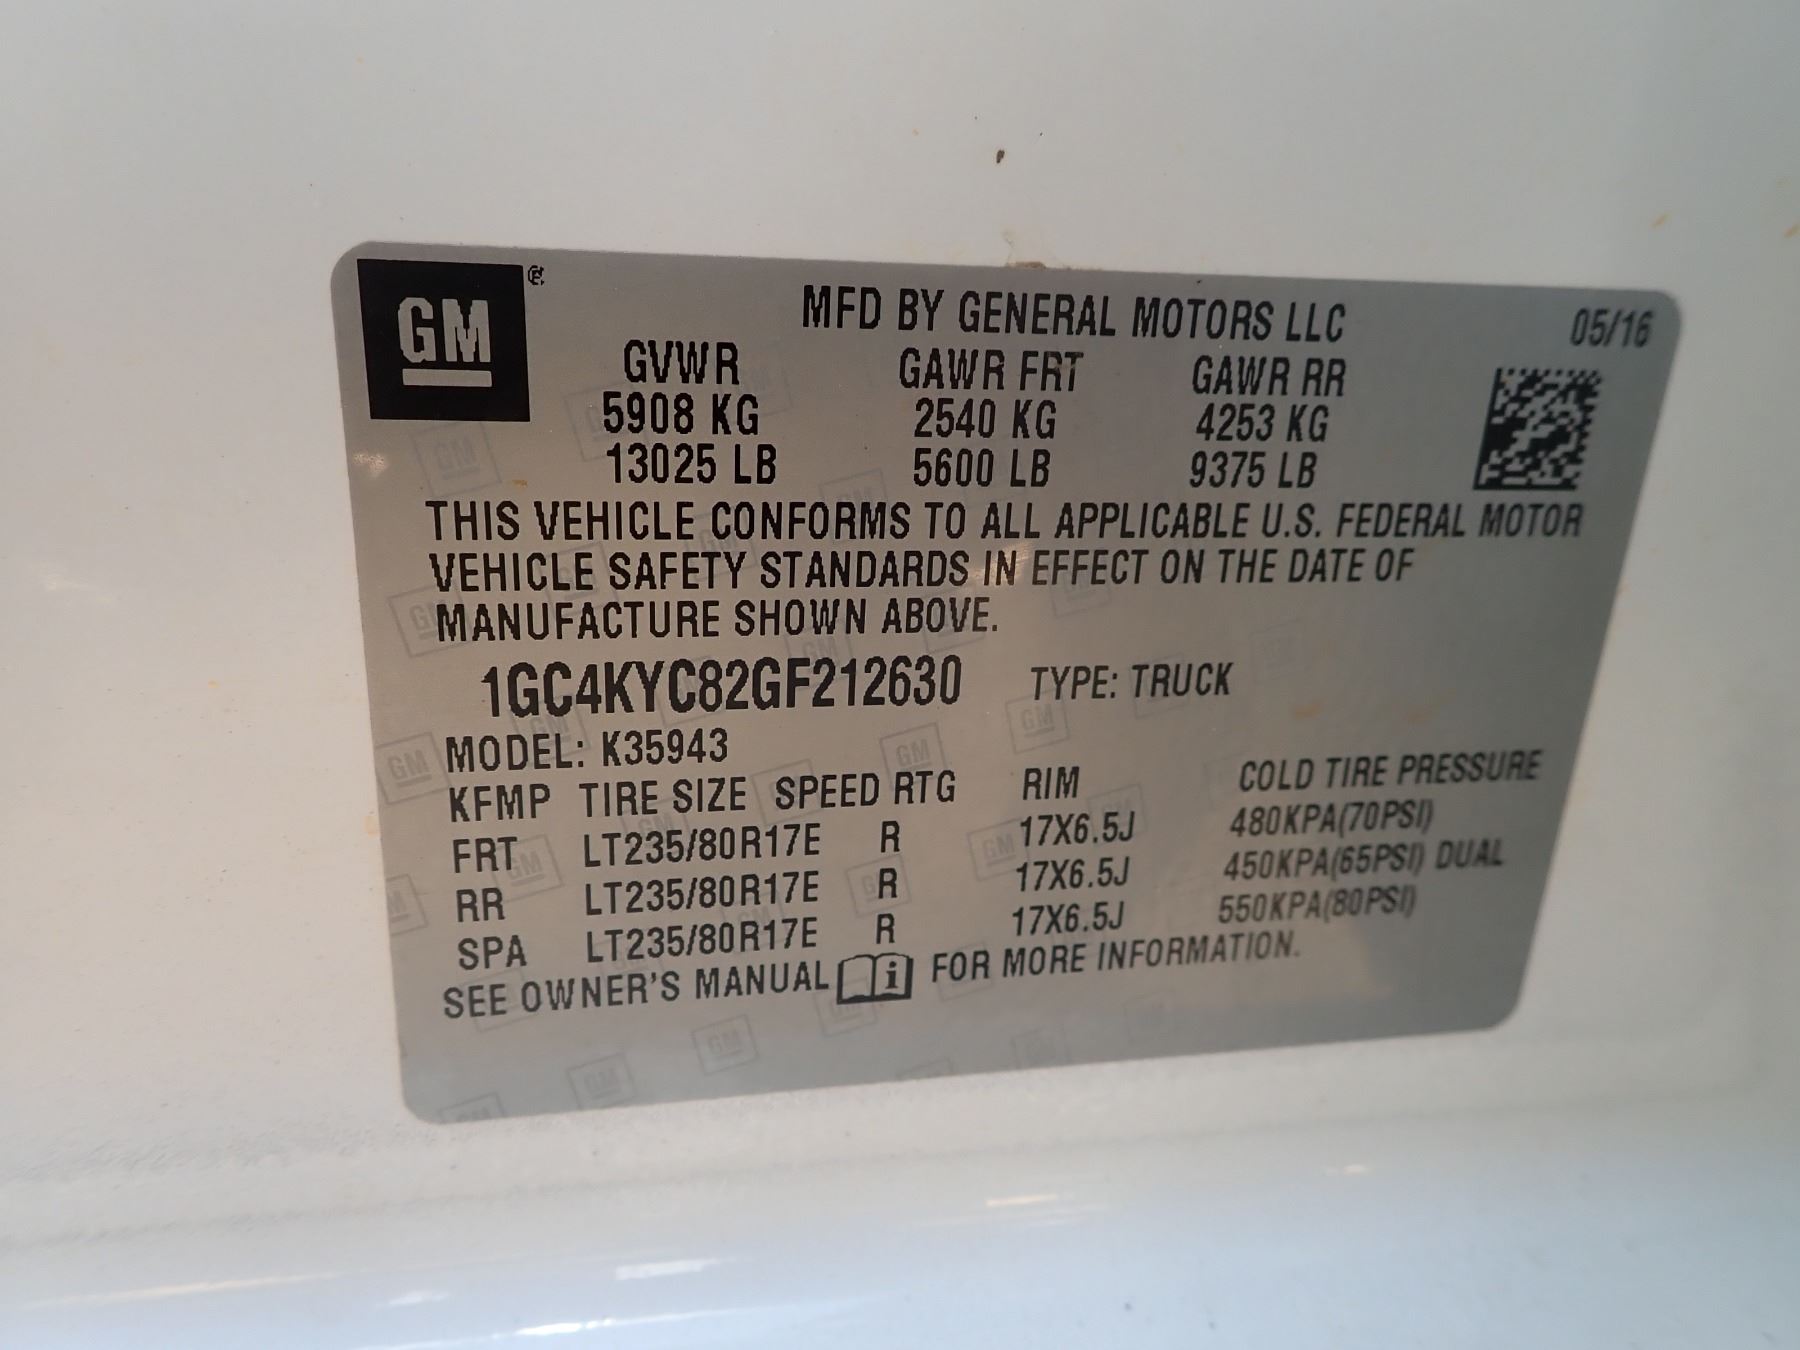 GM
MFD BY GENERAL MOTORS LLC 05/16
GVWR GAWR FRT GAWR RR
5908 KG 2540 KG 4253 KG
13025 LB 5600 LB 9375 LB
THIS VEHICLE CONFORMS TO ALL APPLICABLE U.S. FEDERAL MOTOR
VEHICLE SAFETY STANDARDS IN EFFECT ON THE DATE OF
MANUFACTURE SHOWN ABOVE.
1GC4KYC82GF212630 TYPE: TRUCK
MODEL: K35943
KFMP TIRE SIZE SPEED RTG RIM COLD TIRE PRESSURE
FRT LT235/80R17E R 17X6.5J 480KPA(70PSI)
RR LT235/80R17E R 17X6.5J 450KPA(65PSI) DUAL
SPA LT235/80R17E R 17X6.5J 550KPA(80PSI)
SEE OWNER'S MANUAL i FOR MORE INFORMATION.